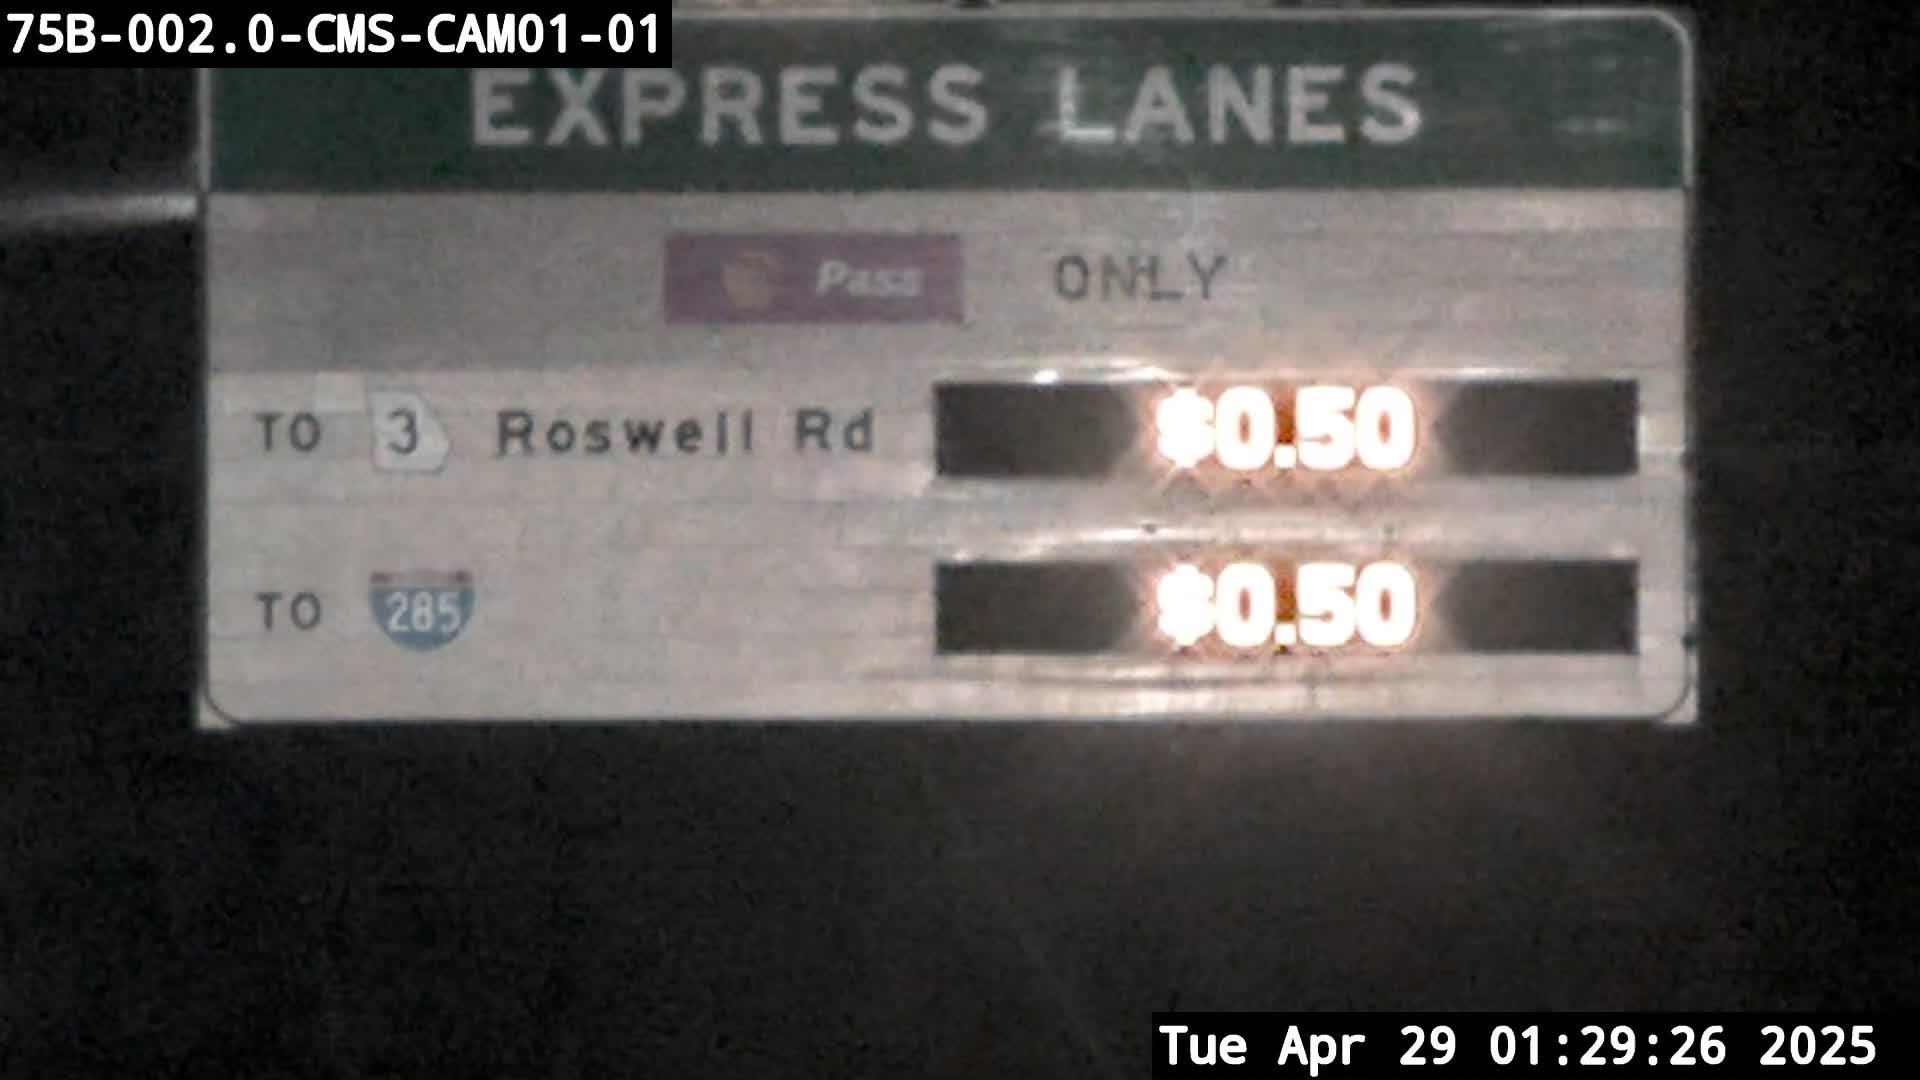 75B-002.0-CMS-CAM01-01
EXPRESS LANES
Pass ONLY
TO 3 Roswell Rd $0.50
TO 285 $0.50
Tue Apr 29 01:29:26 2025